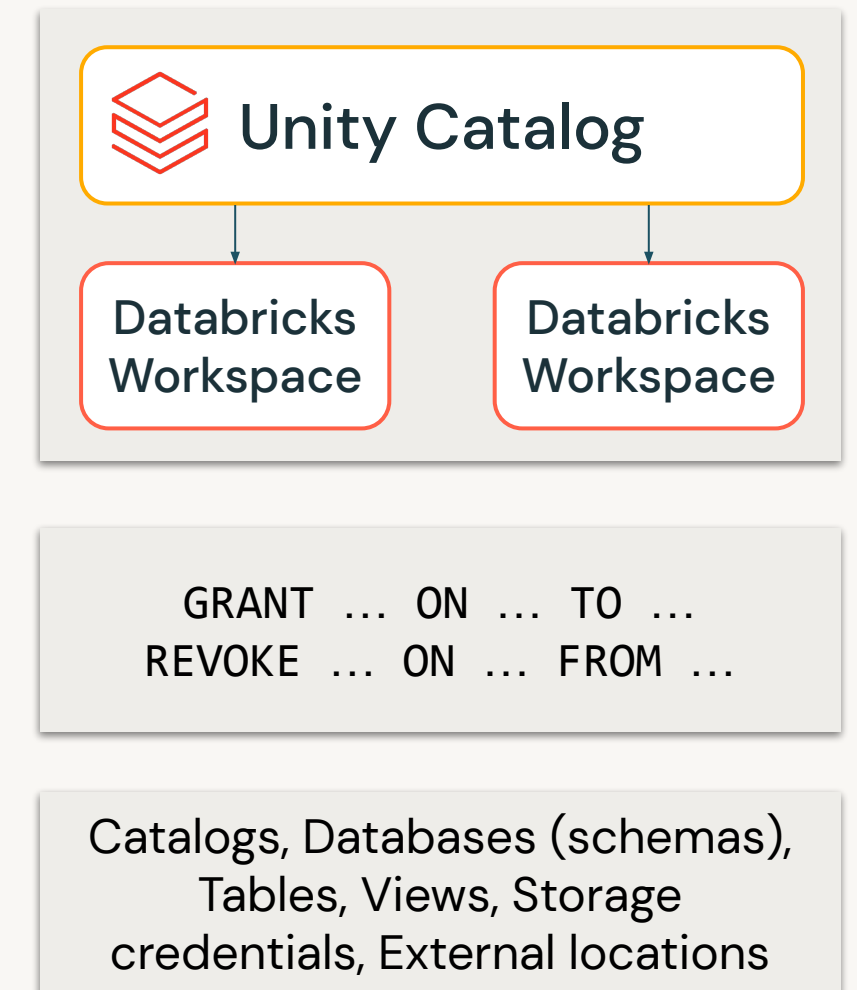 Unity Catalog
Databricks
Workspace
Databricks
Workspace
GRANT … ON … TO …
REVOKE … ON … FROM …
Catalogs, Databases (schemas),
Tables, Views, Storage
credentials, External locations